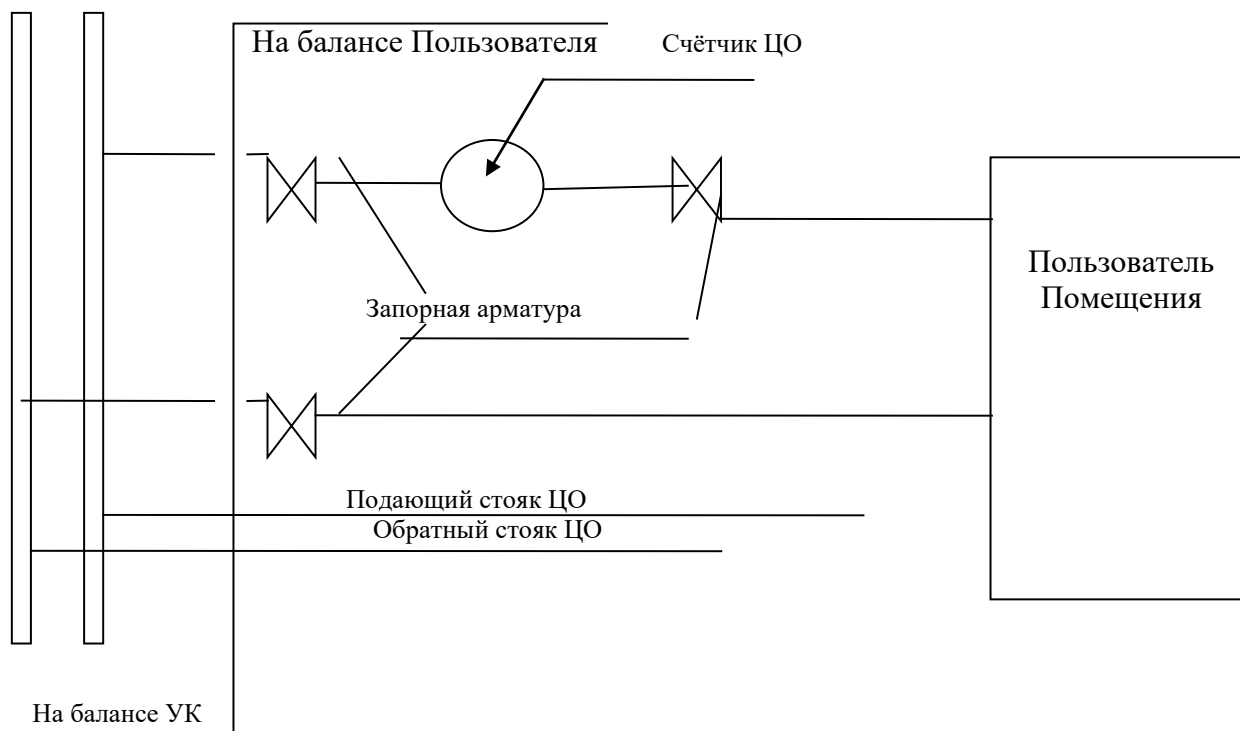 На балансе Пользователя
Счётчик ЦО
Пользователь
Помещения
Запорная арматура
Подающий стояк ЦО
Обратный стояк ЦО
На балансе УК